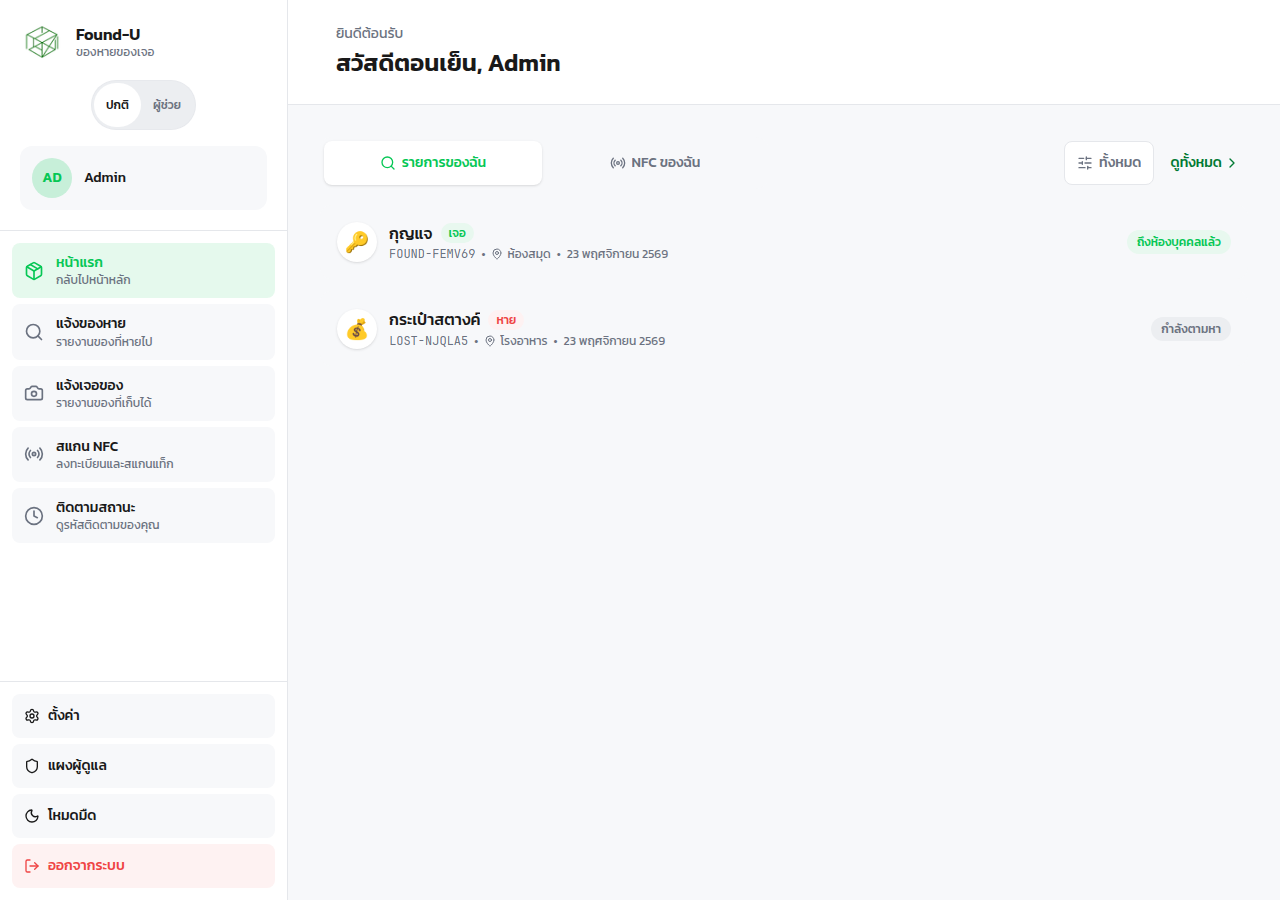 Found-U
ของหายของเจอ
ปกติ
ผู้ช่วย
AD
Admin
หน้าแรก
กลับไปหน้าหลัก
แจ้งของหาย
รายงานของที่หายไป
แจ้งเจอของ
รายงานของที่เก็บได้
สแกน NFC
ลงทะเบียนและสแกนแท็ก
ติดตามสถานะ
ดูรหัสติดตามของคุณ
ตั้งค่า
แผงผู้ดูแล
โหมดมืด
ออกจากระบบ
ยินดีต้อนรับ
สวัสดีตอนเย็น, Admin
รายการของฉัน
NFC ของฉัน
ทั้งหมด
ดูทั้งหมด
กุญแจ เจอ
FOUND-FEMV69 • ห้องสมุด • 23 พฤศจิกายน 2569
ถึงห้องบุคคลแล้ว
กระเป๋าสตางค์ หาย
LOST-NJQLA5 • โรงอาหาร • 23 พฤศจิกายน 2569
กำลังตามหา